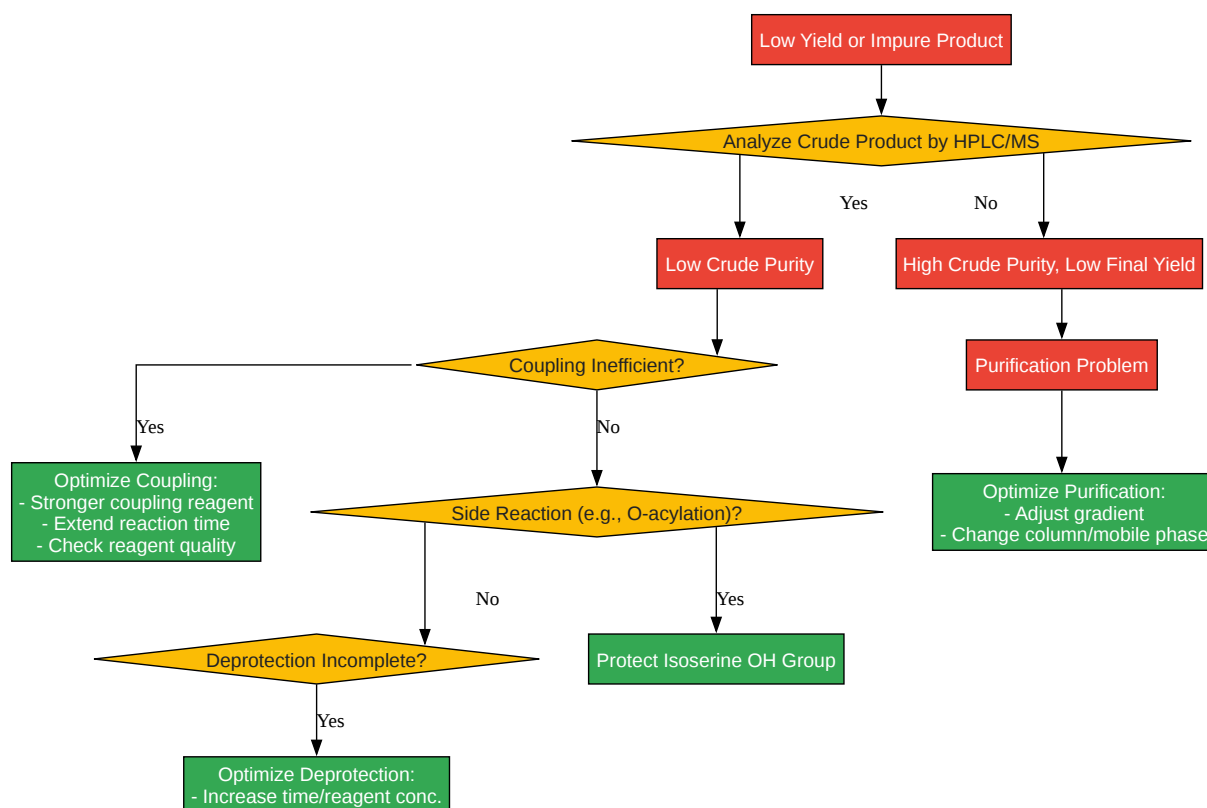 Low Yield or Impure Product
Analyze Crude Product by HPLC/MS
Yes
No
Low Crude Purity
High Crude Purity, Low Final Yield
Coupling Inefficient?
Purification Problem
Yes
No
Optimize Coupling:
- Stronger coupling reagent
- Extend reaction time
- Check reagent quality
Side Reaction (e.g., O-acylation)?
Optimize Purification:
- Adjust gradient
- Change column/mobile phase
No
Yes
Deprotection Incomplete?
Protect Isoserine OH Group
Yes
Optimize Deprotection:
- Increase time/reagent conc.